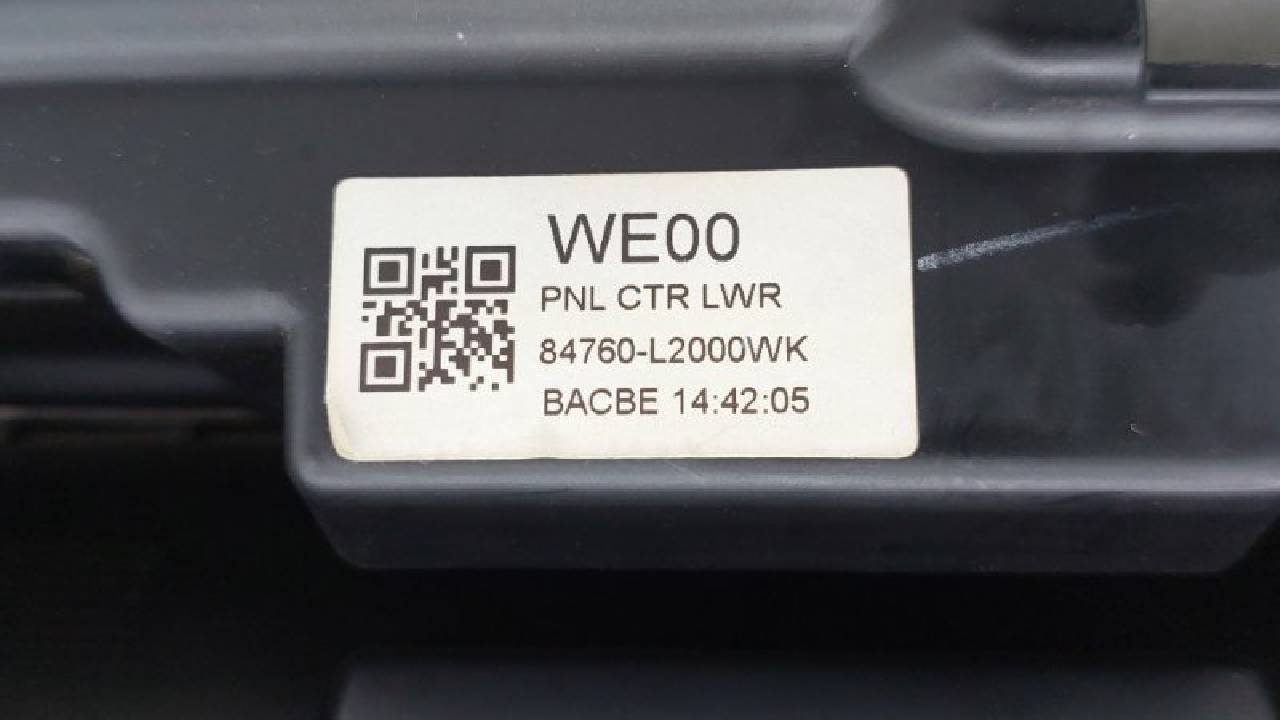 WE00
PNL CTR LWR
84760-L2000WK
BACBE 14:42:05